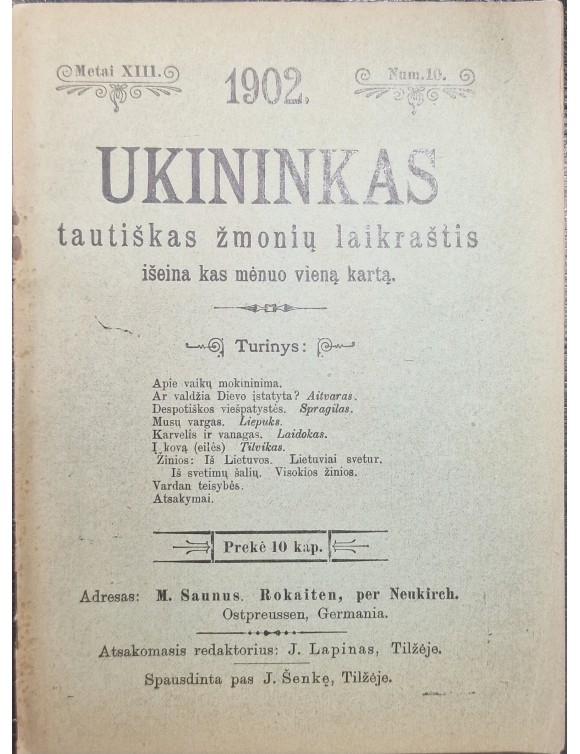 Metai XIII. 1902. Num. 10.
UKININKAS
tautiškas žmonių laikraštis
išeina kas mėnuo vieną kartą.
Turinys:
Apie vaikų mokininima.
Ar valdžia Dievo įstatyta? Aitvaras.
Despotiškos viešpatystės. Spragilas.
Musų vargas. Liepuks.
Karvelis ir vanagas. Laidokas.
Į kovą (eilės) Tilvikas.
Žinios: Iš Lietuvos. Lietuviai svetur.
Iš svetimų šalių. Visokios žinios.
Vardan teisybės.
Atsakymai.
Prekė 10 kap.
Adresas: M. Saunus. Rokaiten, per Neukirch.
Ostpreussen, Germania.
Atsakomasis redaktorius: J. Lapinas, Tilžėje.
Spausdinta pas J. Šenkę, Tilžėje.